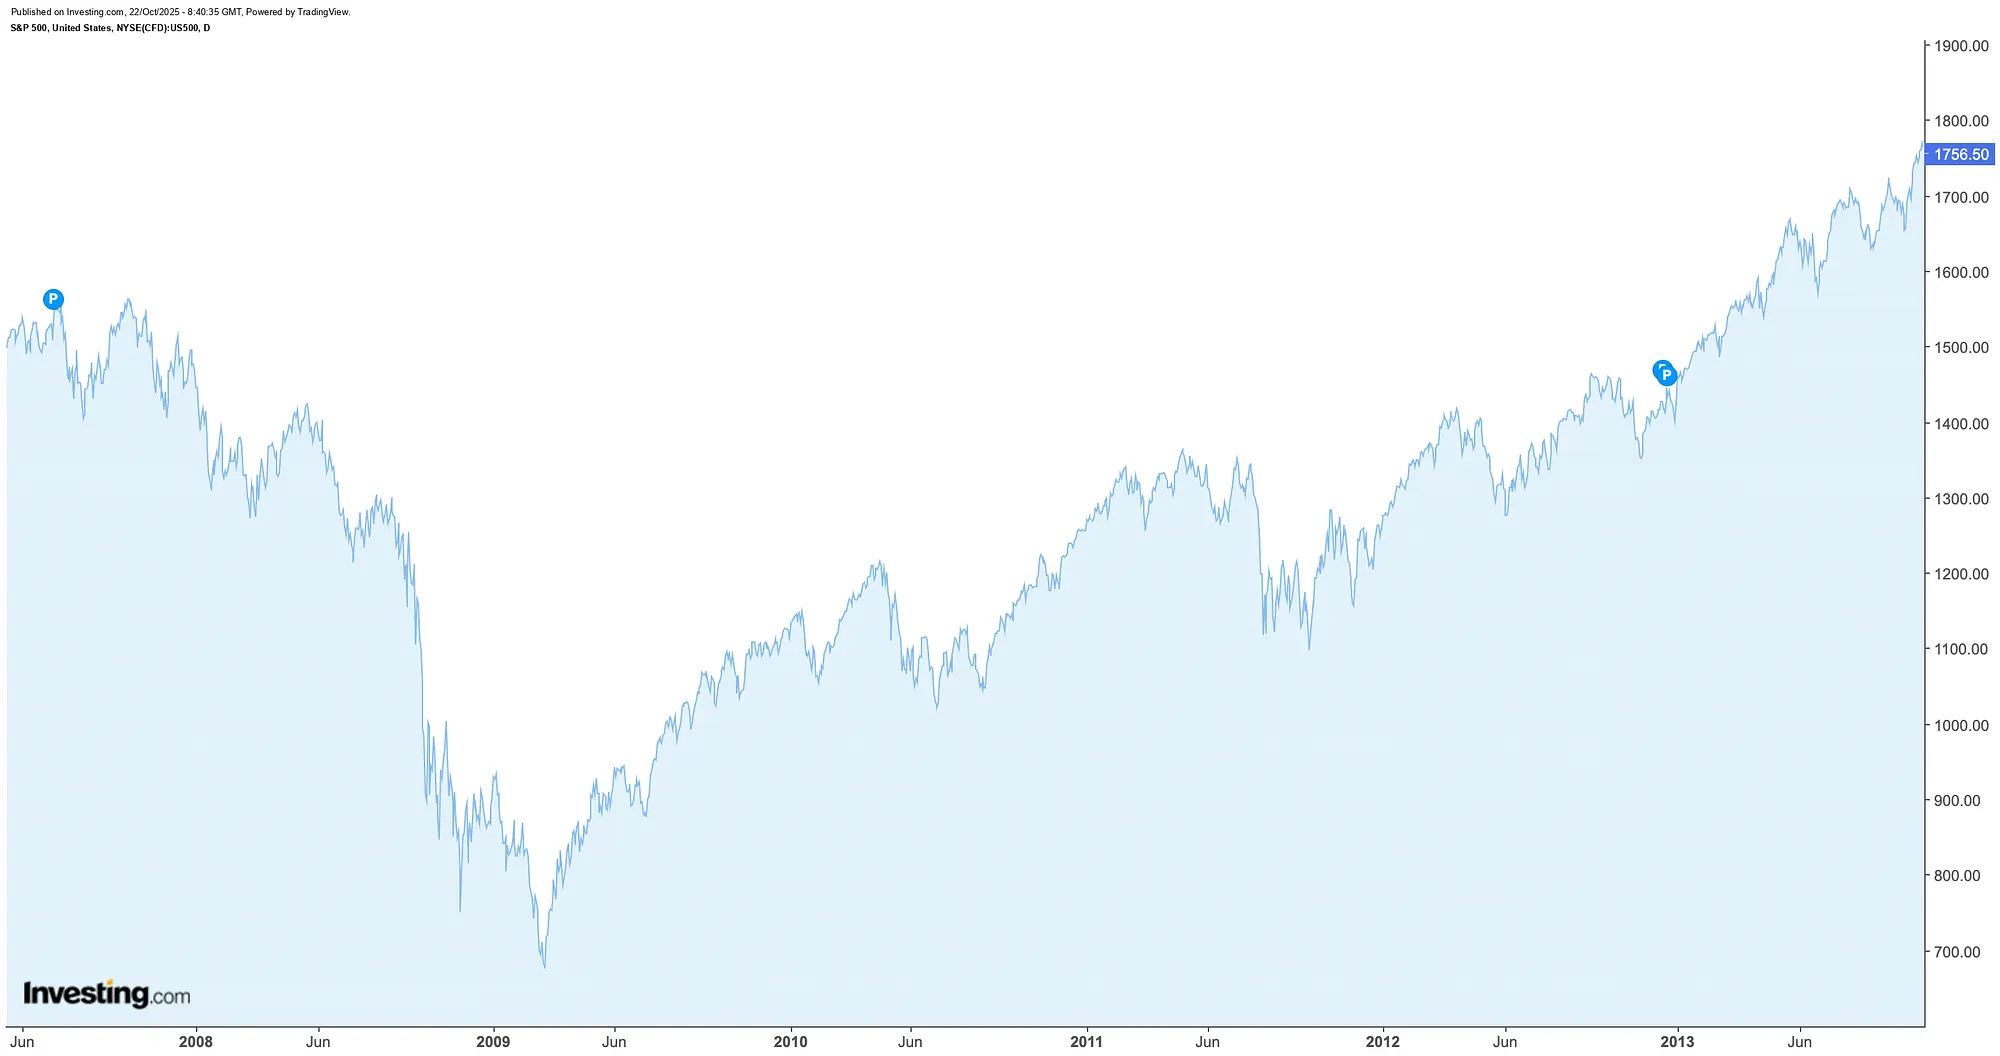 Published on Investing.com, 22/Oct/2025 - 8:40:35 GMT, Powered by TradingView.
S&P 500, United States, NYSE(CFD):US500, D
1900.00
1800.00
1756.50
1700.00
1600.00
P
1500.00
P
1400.00
1300.00
1200.00
1100.00
1000.00
900.00
800.00
700.00
Investing.com
Jun 2008 Jun 2009 Jun 2010 Jun 2011 Jun 2012 Jun 2013 Jun